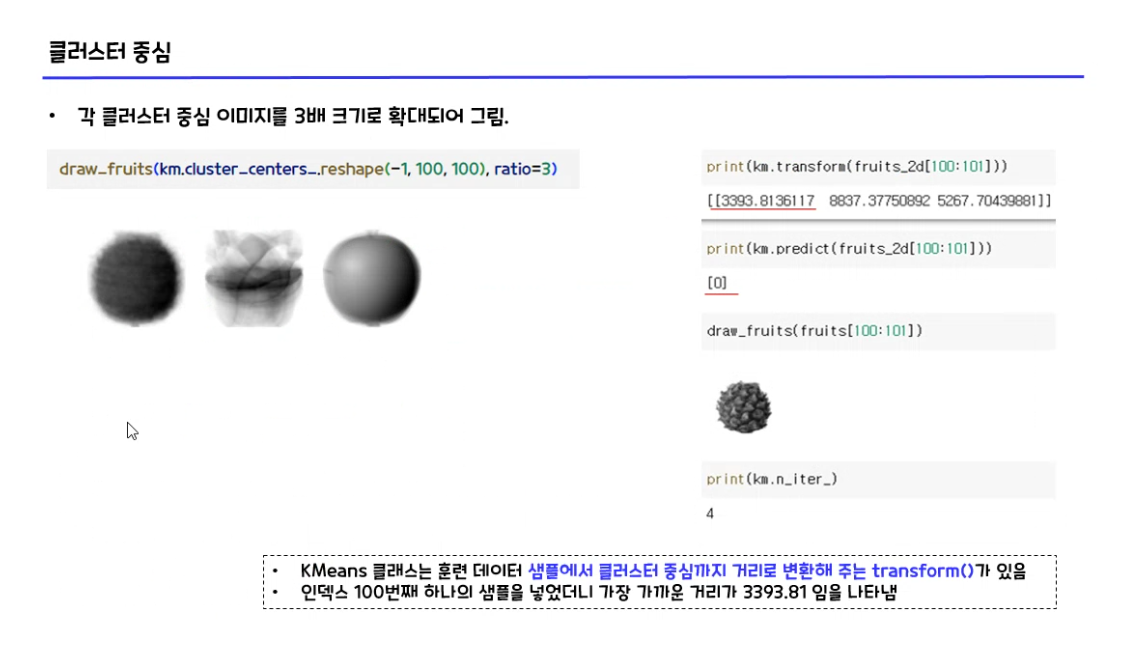 클러스터 중심
• 각 클러스터 중심 이미지를 3배 크기로 확대되어 그림.
draw_fruits(km.cluster_centers_.reshape(-1, 100, 100), ratio=3)
print(km.transform(fruits_2d[100:101]))
[[3393.8136117 8837.37750892 5267.70439881]]
print(km.predict(fruits_2d[100:101]))
[0]
draw_fruits(fruits[100:101])
print(km.n_iter_)
4
• KMeans 클래스는 훈련 데이터 샘플에서 클러스터 중심까지 거리로 변환해 주는 transform()가 있음
• 인덱스 100번째 하나의 샘플을 넣었더니 가장 가까운 거리가 3393.81 임을 나타냄